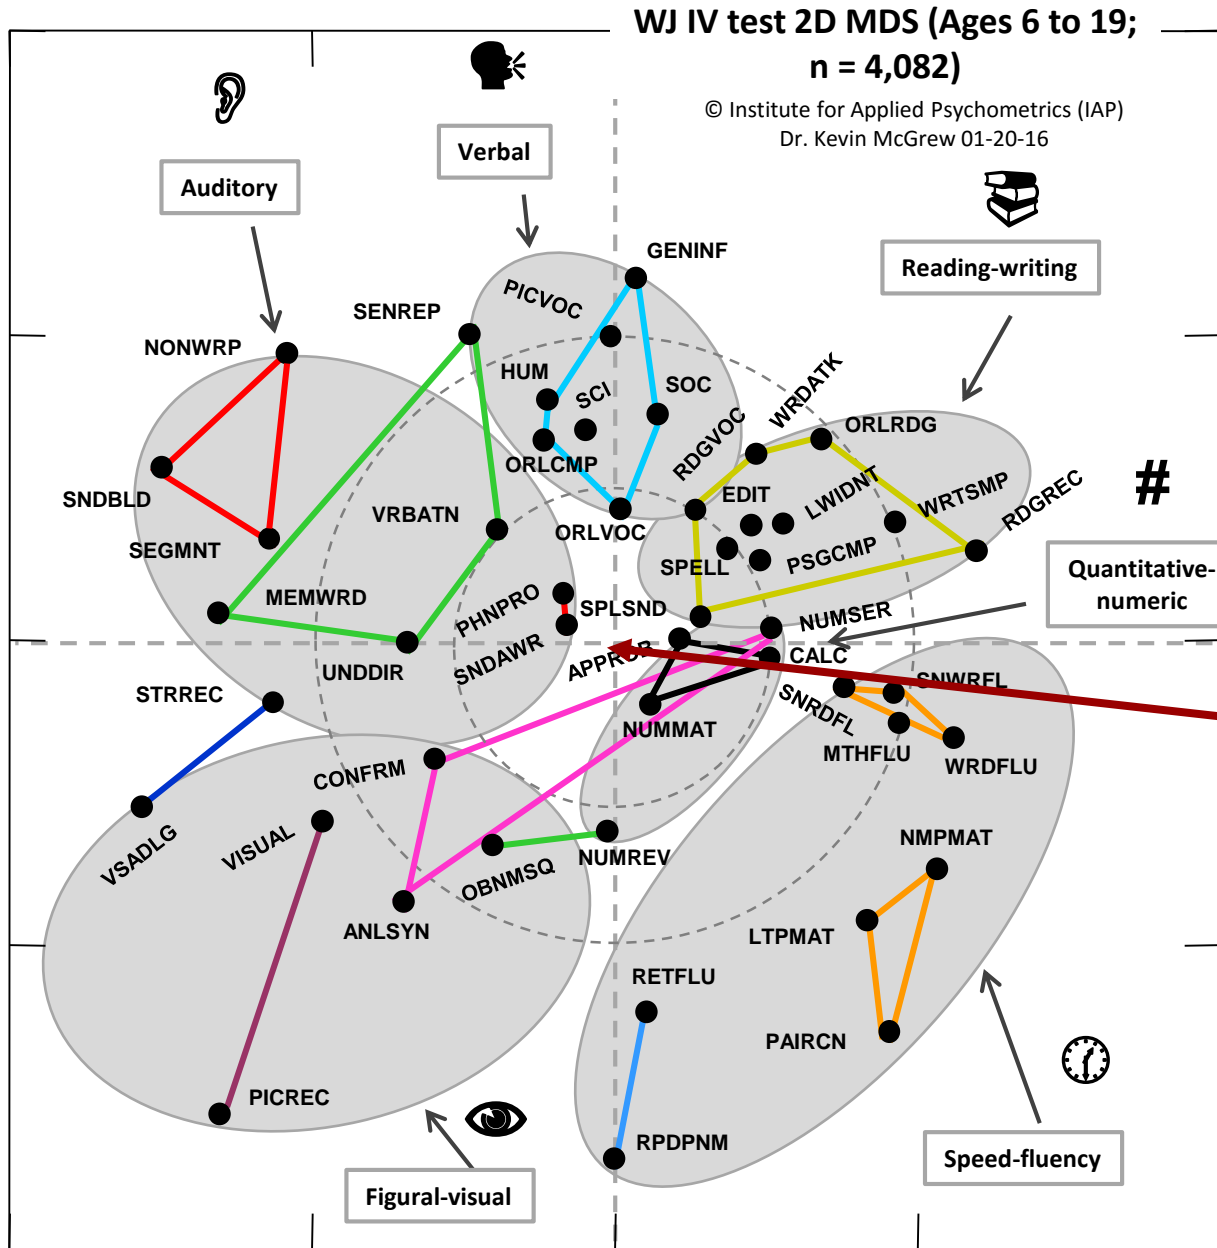 WJ IV test 2D MDS (Ages 6 to 19;
n = 4,082)
© Institute for Applied Psychometrics (IAP)
Dr. Kevin McGrew 01-20-16
Verbal
Auditory
Reading-writing
GENINF
PICVOC
SENREP
NONWRP
HUM
SCI
SOC
WRDATK
RDGVOC
ORLRDG
ORLCMP
EDIT
LWIDNT
WRTSMP
RDGREC
#
SNDBLD
VRBATN
ORLVOC
SEGMNT
SPELL
PSGCMP
Quantitative-
numeric
MEMWRD
PHNPRO
SPLSND
NUMSER
UNDDIR
SNDAWR
APPROB
CALC
STRREC
SNRDFL
SNWRFL
NUMMAT
MTHFLU
WRDFLU
CONFRM
VSADLG
VISUAL
OBNMSQ
NUMREV
NMPMAT
ANLSYN
LTPMAT
RETFLU
PAIRCN
PICREC
RPDPNM
Speed-fluency
Figural-visual